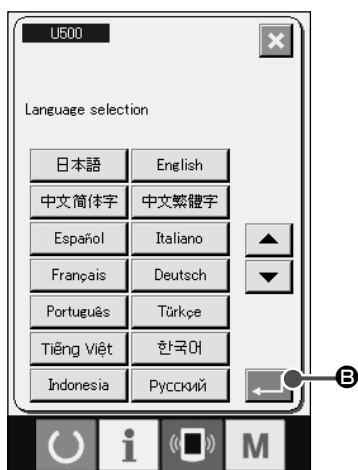 U500
Language selection
日本語 English
中文简体字 中文繁體字
Español Italiano
Français Deutsch
Português Türkçe
Tiếng Việt 한국어
Indonesia Русский
B
i M